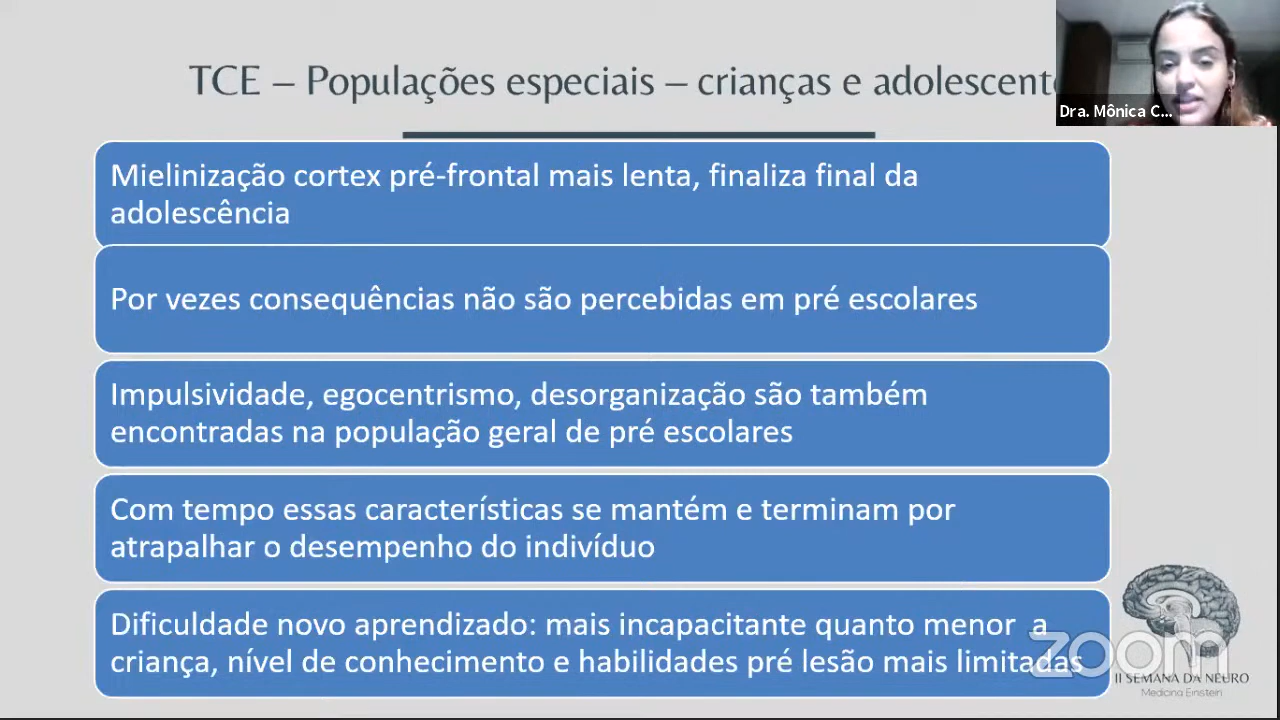 TCE – Populações especiais – crianças e adolescente
Dra. Mônica C...
Mielinização cortex pré-frontal mais lenta, finaliza final da
adolescência
Por vezes consequências não são percebidas em pré escolares
Impulsividade, egocentrismo, desorganização são também
encontradas na população geral de pré escolares
Com tempo essas características se mantém e terminam por
atrapalhar o desempenho do indivíduo
Dificuldade novo aprendizado: mais incapacitante quanto menor a
criança, nível de conhecimento e habilidades pré lesão mais limitadas
zoom
II SEMANA DA NEURO
Medicina Einstein